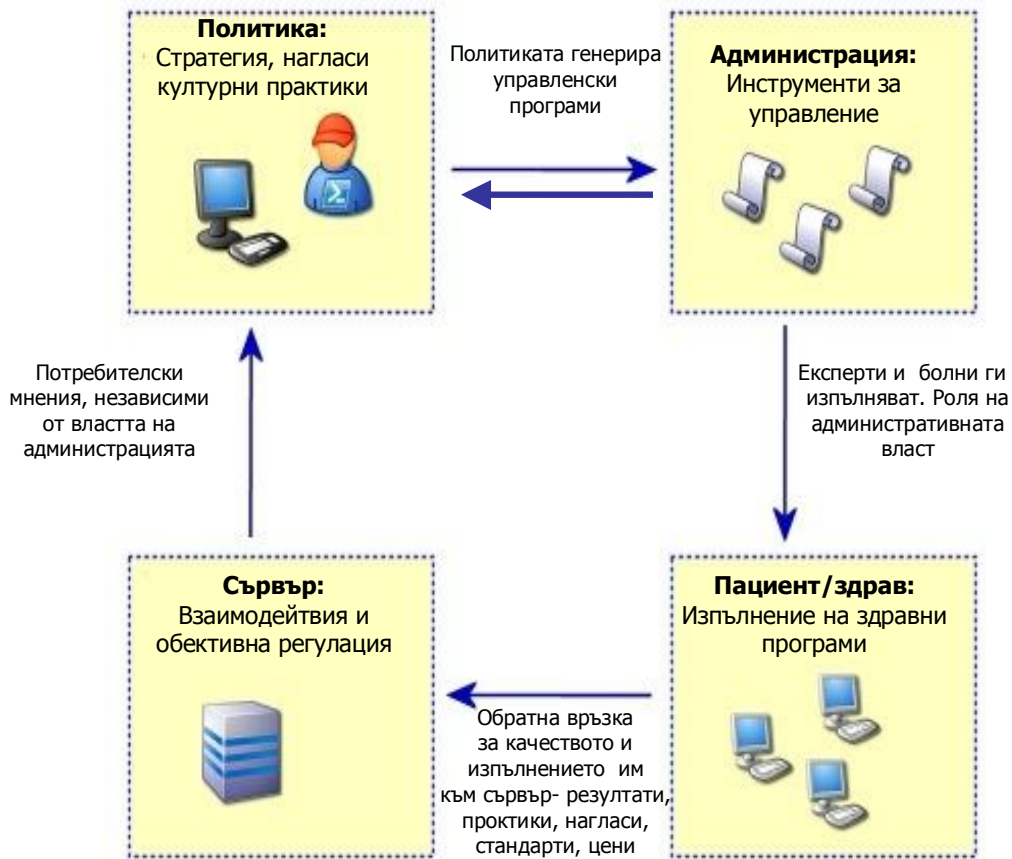 Политика:
Стратегия, нагласи
културни практики
Политиката генерира
управленски
програми
Администрация:
Инструменти за
управление
Потребителски
мнения, независими
от властта на
администрацията
Експерти и болни ги
изпълняват. Роля на
административната
власт
Сървър:
Взаимодейтвия и
обективна регулация
Пациент/здрав:
Изпълнение на здравни
програми
Обратна връзка
за качеството и
изпълнението им
към сървър- резултати,
проктики, нагласи,
стандарти, цени